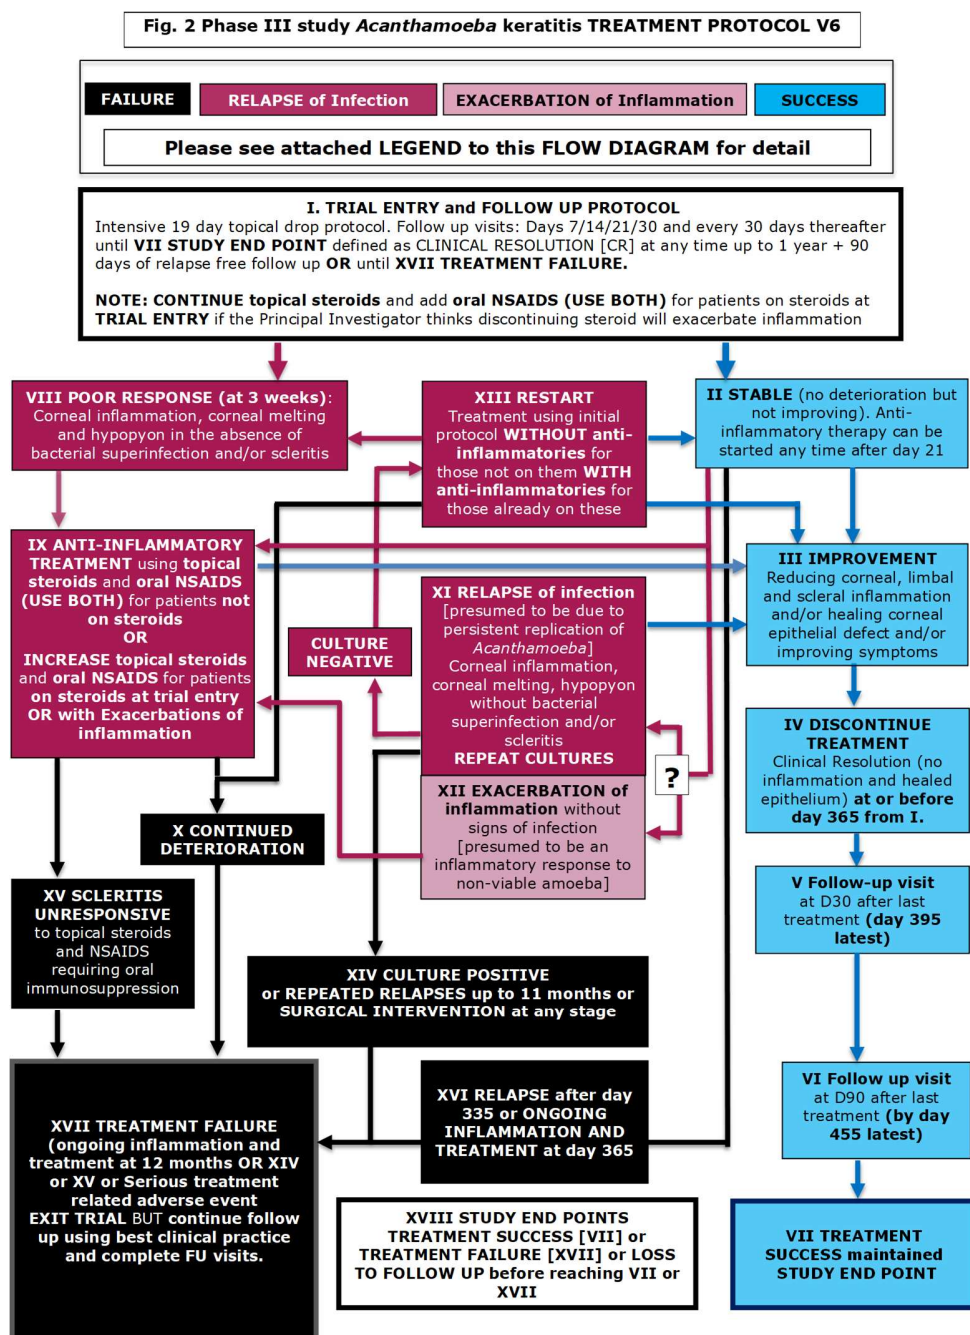 Fig. 2 Phase III study Acanthamoeba keratitis TREATMENT PROTOCOL V6
FAILURE
RELAPSE of Infection
EXACERBATION of Inflammation
SUCCESS
Please see attached LEGEND to this FLOW DIAGRAM for detail
I. TRIAL ENTRY and FOLLOW UP PROTOCOL
Intensive 19 day topical drop protocol. Follow up visits: Days 7/14/21/30 and every 30 days thereafter
until VII STUDY END POINT defined as CLINICAL RESOLUTION [CR] at any time up to 1 year + 90
days of relapse free follow up OR until XVII TREATMENT FAILURE.
NOTE: CONTINUE topical steroids and add oral NSAIDS (USE BOTH) for patients on steroids at
TRIAL ENTRY if the Principal Investigator thinks discontinuing steroid will exacerbate inflammation
VIII POOR RESPONSE (at 3 weeks):
Corneal inflammation, corneal melting
and hypopyon in the absence of
bacterial superinfection and/or scleritis
XIII RESTART
Treatment using initial
protocol WITHOUT anti-
inflammatories for
those not on them WITH
anti-inflammatories for
those already on these
II STABLE (no deterioration but
not improving). Anti-
inflammatory therapy can be
started any time after day 21
IX ANTI-INFLAMMATORY
TREATMENT using topical
steroids and oral NSAIDS
(USE BOTH) for patients not
on steroids
OR
INCREASE topical steroids
and oral NSAIDS for patients
on steroids at trial entry
OR with Exacerbations of
inflammation
CULTURE
NEGATIVE
XI RELAPSE of infection
[presumed to be due to
persistent replication of
Acanthamoeba]
Corneal inflammation,
corneal melting, hypopyon
without bacterial
superinfection and/or
scleritis
REPEAT CULTURES
III IMPROVEMENT
Reducing corneal, limbal
and scleral inflammation
and/or healing corneal
epithelial defect and/or
improving symptoms
?
XII EXACERBATION of
inflammation without
signs of infection
[presumed to be an
inflammatory response to
non-viable amoeba]
IV DISCONTINUE
TREATMENT
Clinical Resolution (no
inflammation and healed
epithelium) at or before
day 365 from I.
X CONTINUED
DETERIORATION
V Follow-up visit
at D30 after last
treatment (day 395
latest)
XV SCLERITIS
UNRESPONSIVE
to topical steroids
and NSAIDS
requiring oral
immunosuppression
XIV CULTURE POSITIVE
or REPEATED RELAPSES up to 11 months or
SURGICAL INTERVENTION at any stage
VI Follow up visit
at D90 after last
treatment (by day
455 latest)
XVI RELAPSE after day
335 or ONGOING
INFLAMMATION AND
TREATMENT at day 365
XVII TREATMENT FAILURE
(ongoing inflammation and
treatment at 12 months OR XIV
or XV or Serious treatment
related adverse event
EXIT TRIAL BUT continue follow
up using best clinical practice
and complete FU visits.
XVIII STUDY END POINTS
TREATMENT SUCCESS [VII] or
TREATMENT FAILURE [XVII] or LOSS
TO FOLLOW UP before reaching VII or
XVII
VII TREATMENT
SUCCESS maintained
STUDY END POINT